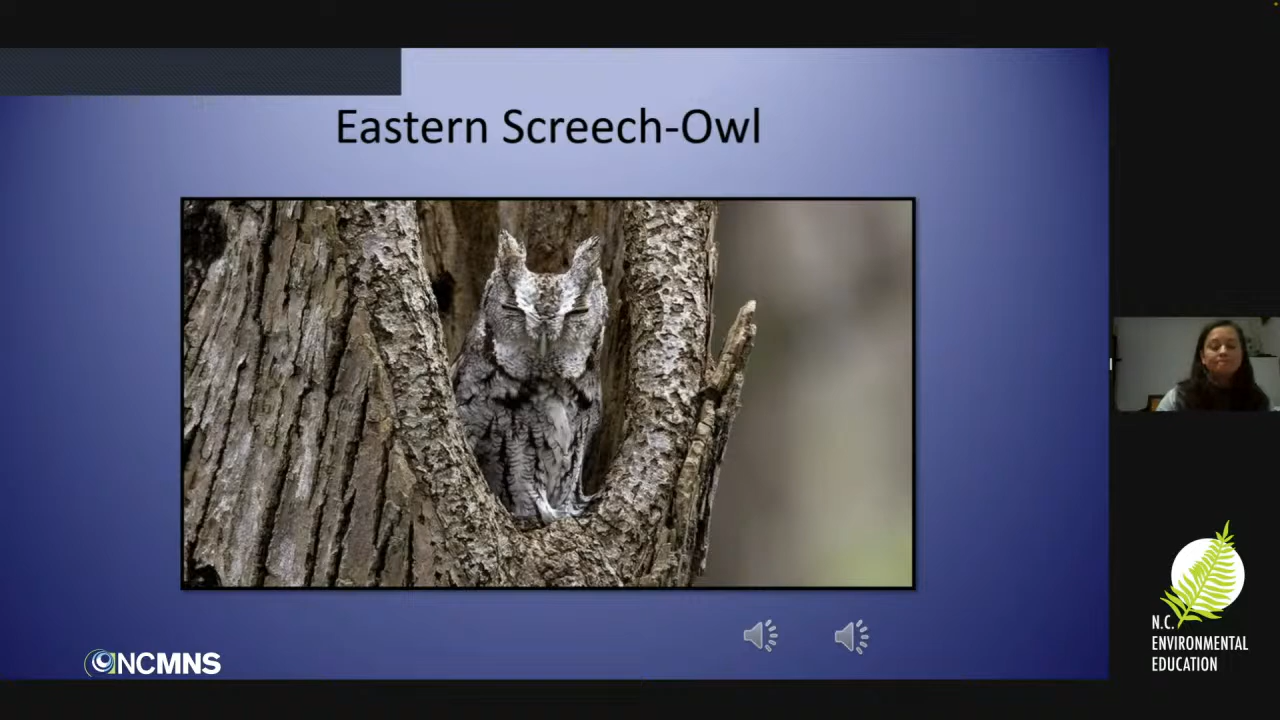 Eastern Screech-Owl
NCMNS
N.C.
ENVIRONMENTAL
EDUCATION